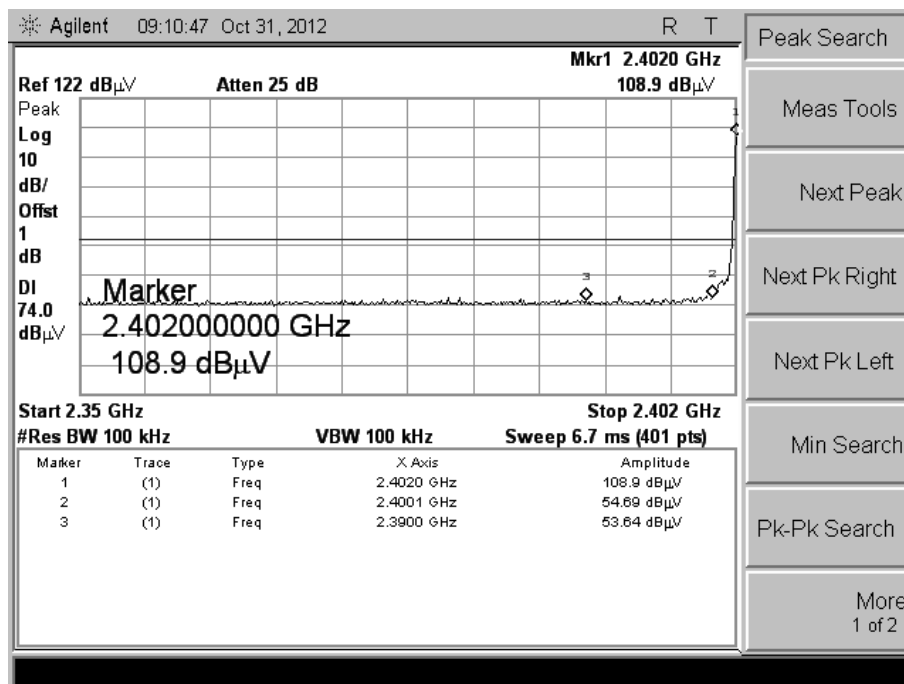 Agilent 09:10:47 Oct 31, 2012 R T
Mkr1 2.4020 GHz
Ref 122 dBμV Atten 25 dB 108.9 dBμV
Peak
Log
10
dB/
Offst
1
dB
DI
74.0
dBμV
1
3
2
Marker
2.402000000 GHz
108.9 dBμV
Start 2.35 GHz Stop 2.402 GHz
#Res BW 100 kHz VBW 100 kHz Sweep 6.7 ms (401 pts)
Marker Trace Type X Axis Amplitude
1 (1) Freq 2.4020 GHz 108.9 dBμV
2 (1) Freq 2.4001 GHz 54.69 dBμV
3 (1) Freq 2.3900 GHz 53.64 dBμV
Peak Search
Meas Tools
Next Peak
Next Pk Right
Next Pk Left
Min Search
Pk-Pk Search
More
1 of 2